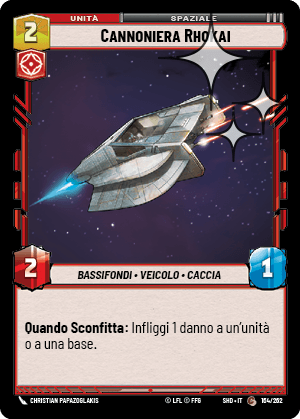 UNITÀ SPAZIALE
2 CANNONIERA RHOKAI
BASSIFONDI • VEICOLO • CACCIA
2 1
Quando Sconfitta: Infliggi 1 danno a un'unità
o a una base.
CHRISTIAN PAPAZOGLAKIS © LFL © FFG SHD • IT 164/262